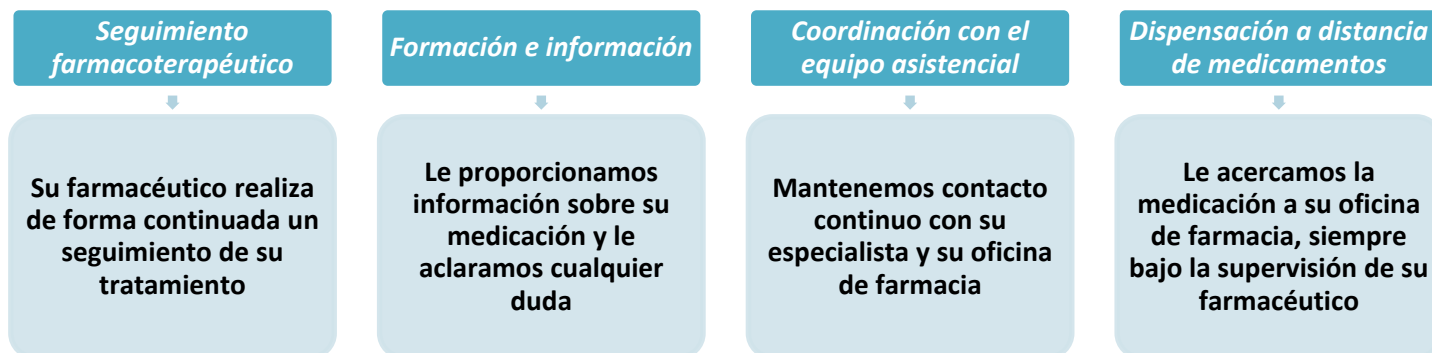 Seguimiento
farmacoterapéutico
Su farmacéutico realiza
de forma continuada un
seguimiento de su
tratamiento
Formación e información
Le proporcionamos
información sobre su
medicación y le
aclaramos cualquier
duda
Coordinación con el
equipo asistencial
Mantenemos contacto
continuo con su
especialista y su oficina
de farmacia
Dispensación a distancia
de medicamentos
Le acercamos la
medicación a su oficina
de farmacia, siempre
bajo la supervisión de su
farmacéutico